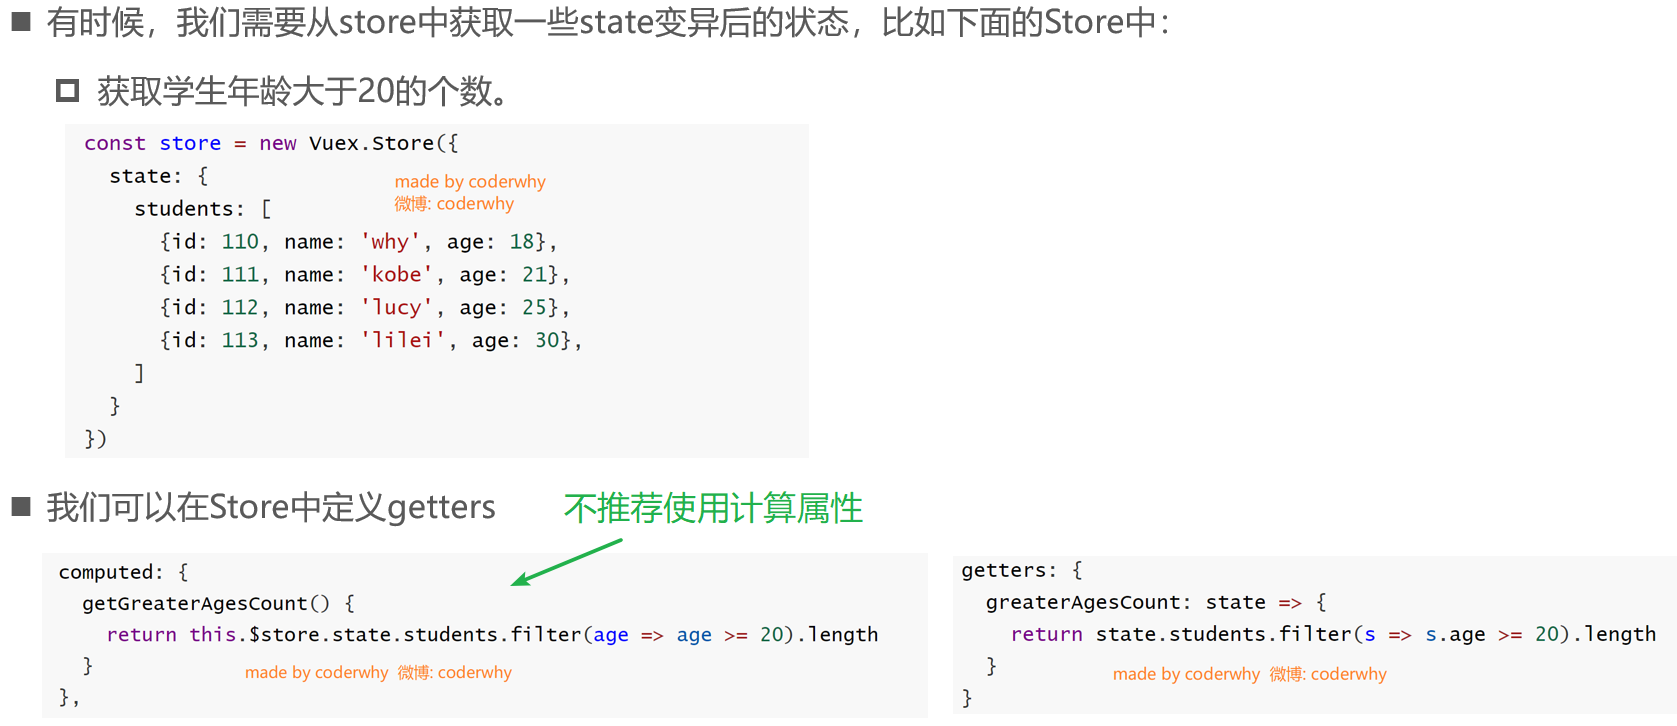 有时候，我们需要从store中获取一些state变异后的状态，比如下面的Store中：
获取学生年龄大于20的个数。
const store = new Vuex.Store({
state: {
made by coderwhy
微博: coderwhy
students: [
{id: 110, name: 'why', age: 18},
{id: 111, name: 'kobe', age: 21},
{id: 112, name: 'lucy', age: 25},
{id: 113, name: 'lilei', age: 30},
]
}
})
我们可以在Store中定义getters
不推荐使用计算属性
computed: {
getGreaterAgesCount() {
return this.$store.state.students.filter(age => age >= 20).length
}
made by coderwhy 微博: coderwhy
},
getters: {
greaterAgesCount: state => {
return state.students.filter(s => s.age >= 20).length
}
made by coderwhy 微博: coderwhy
}